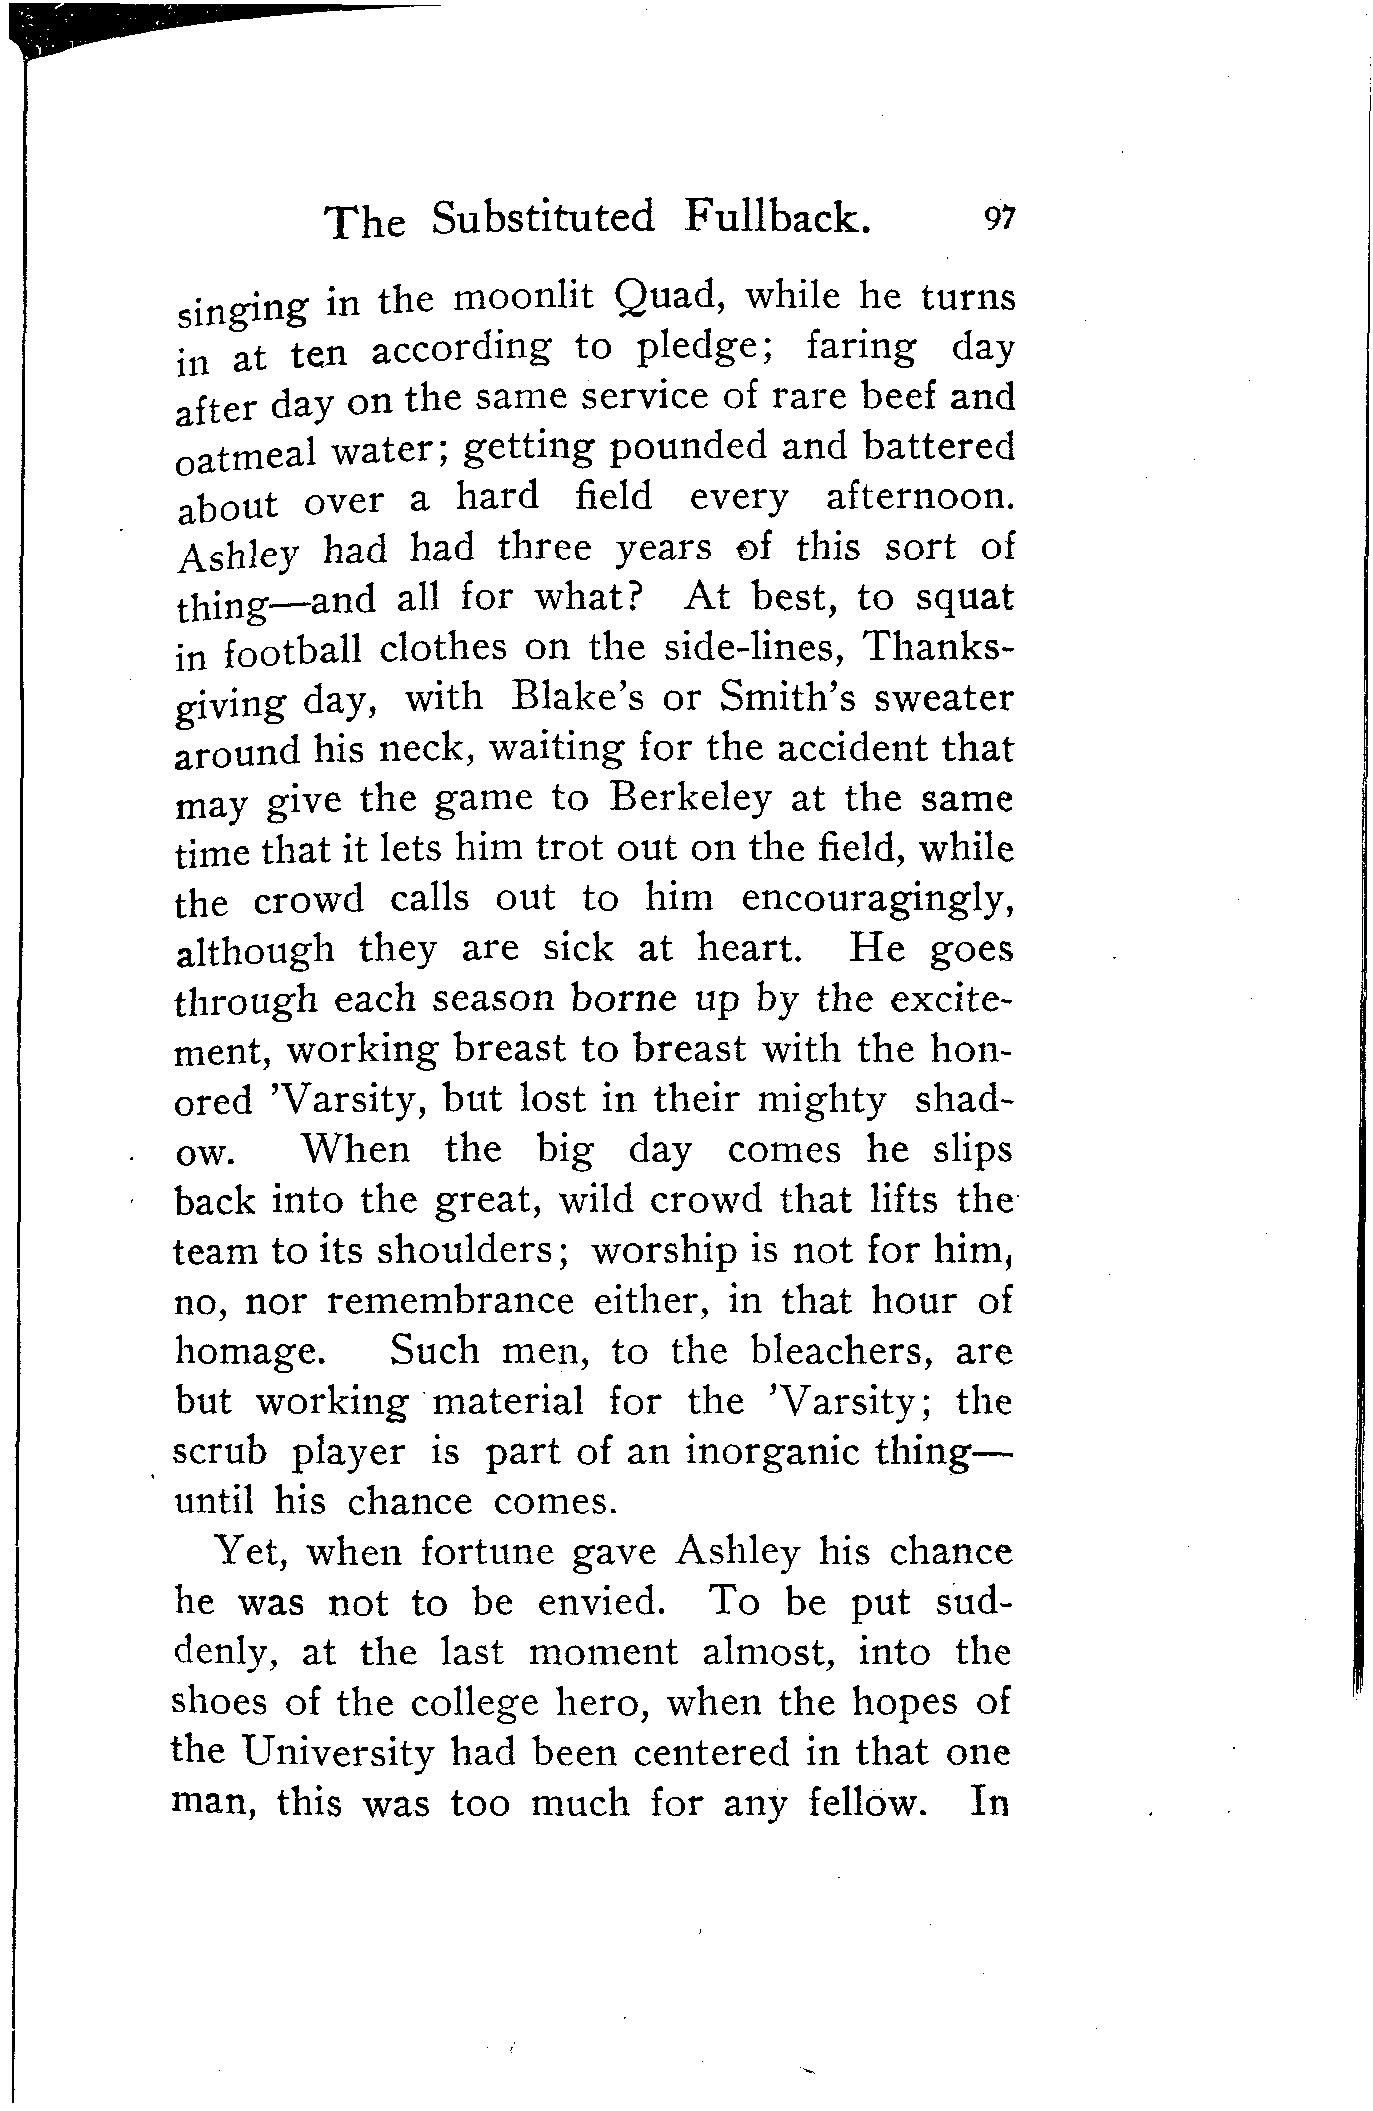 The Substituted Fullback. 97
singing in the moonlit Quad, while he turns
in at ten according to pledge; faring day
after day on the same service of rare beef and
oatmeal water; getting pounded and battered
about over a hard field every afternoon.
Ashley had had three years of this sort of
thing—and all for what? At best, to squat
in football clothes on the side-lines, Thanks-
giving day, with Blake's or Smith's sweater
around his neck, waiting for the accident that
may give the game to Berkeley at the same
time that it lets him trot out on the field, while
the crowd calls out to him encouragingly,
although they are sick at heart. He goes
through each season borne up by the excite-
ment, working breast to breast with the hon-
ored 'Varsity, but lost in their mighty shad-
ow. When the big day comes he slips
back into the great, wild crowd that lifts the
team to its shoulders; worship is not for him,
no, nor remembrance either, in that hour of
homage. Such men, to the bleachers, are
but working material for the 'Varsity; the
scrub player is part of an inorganic thing—
until his chance comes.
Yet, when fortune gave Ashley his chance
he was not to be envied. To be put sud-
denly, at the last moment almost, into the
shoes of the college hero, when the hopes of
the University had been centered in that one
man, this was too much for any fellow. In